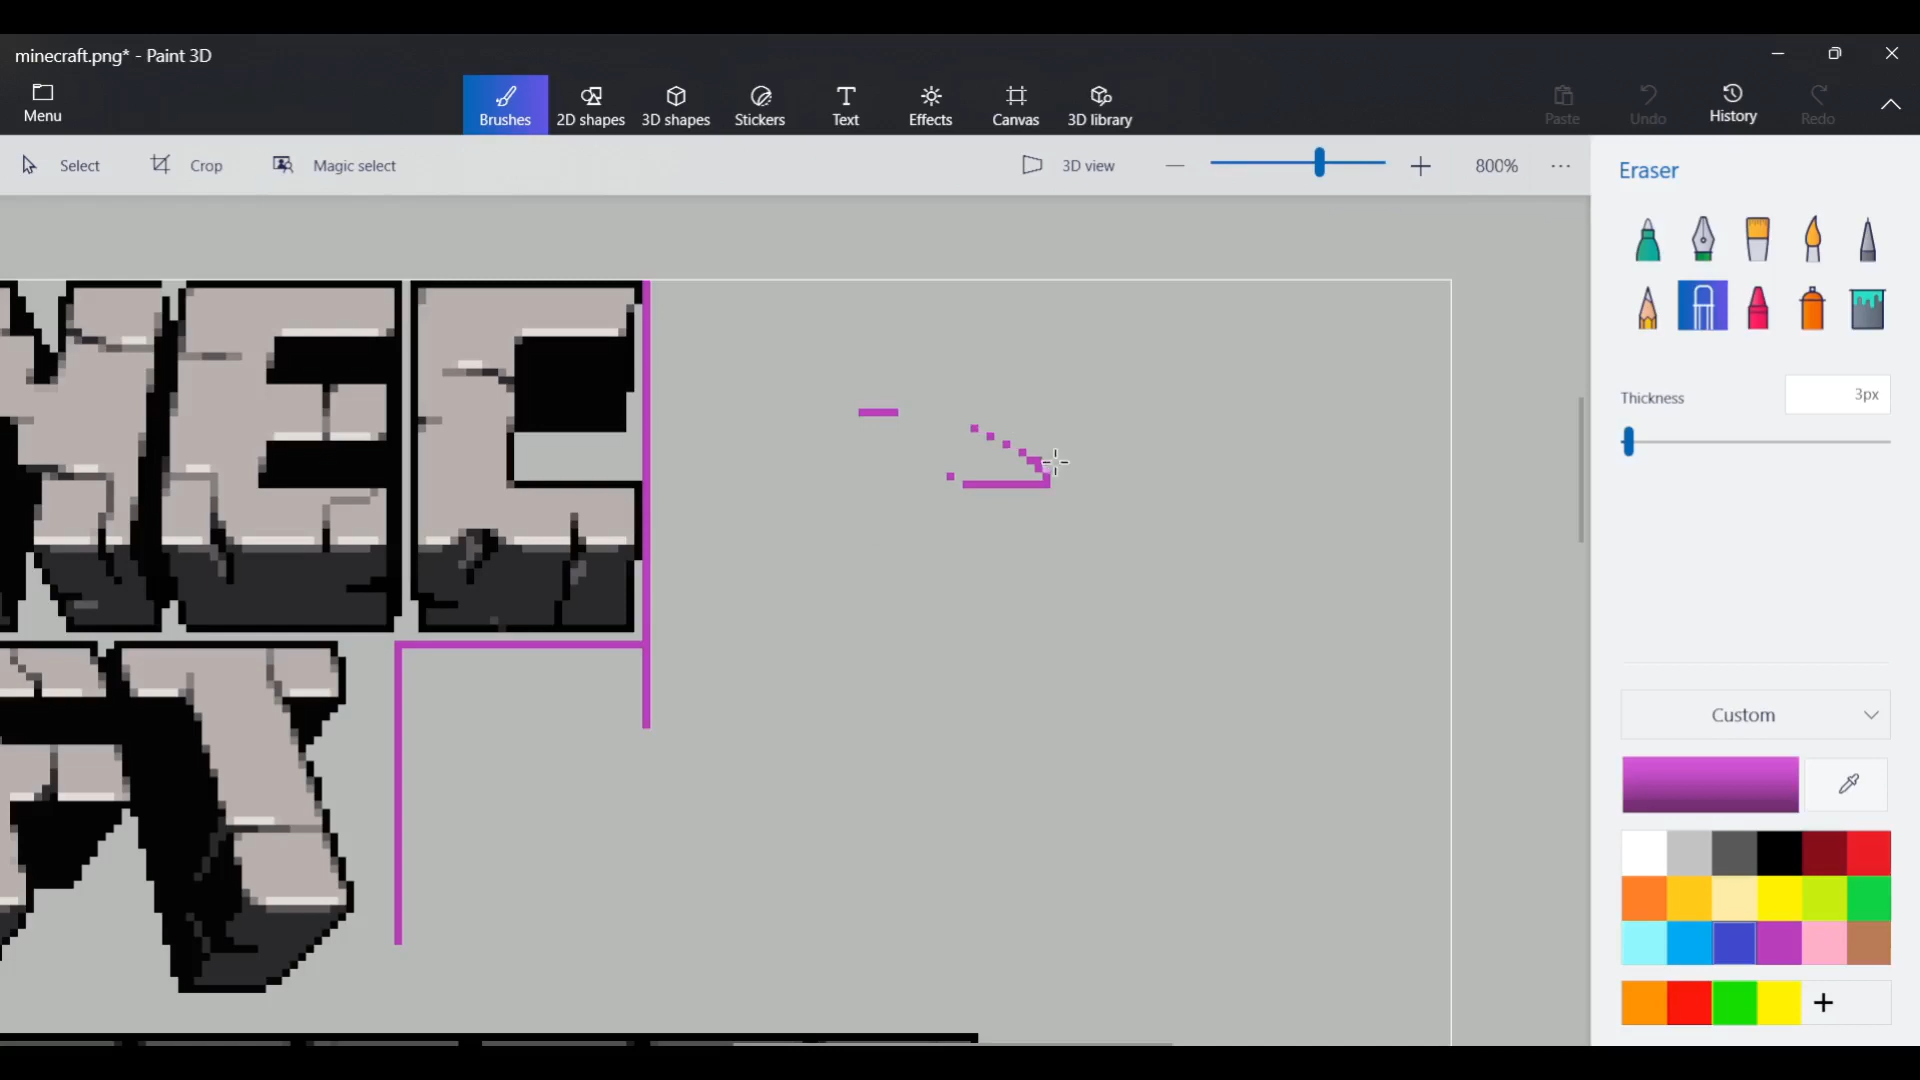 minecraft.png* - Paint 3D
Menu
Brushes
2D shapes
3D shapes
Stickers
Text
Effects
Canvas
3D library
Paste
Undo
History
Redo
Select
Crop
Magic select
3D view
800%
Eraser
Thickness
3px
Custom